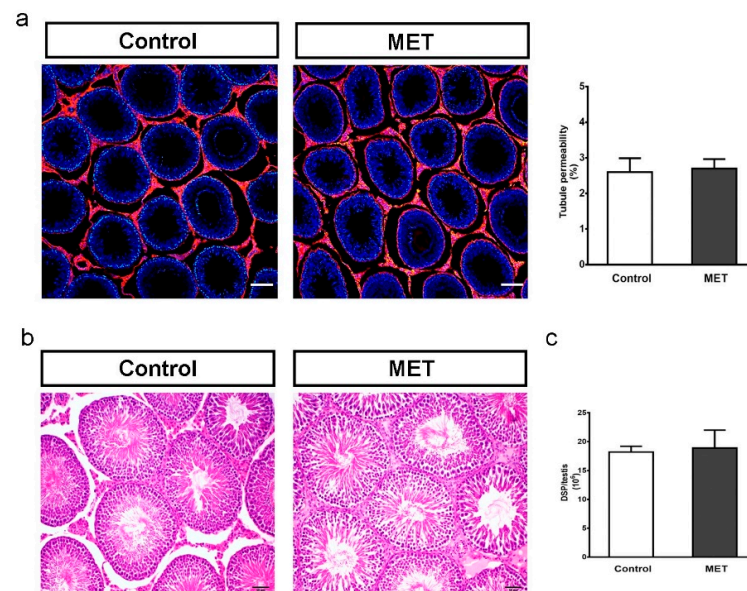 a
Control
MET
Tubule permeability
(%)
5
4
3
2
1
0
Control
MET
b
Control
MET
c
DSP/testis
(10⁶)
25
20
15
10
5
0
Control
MET